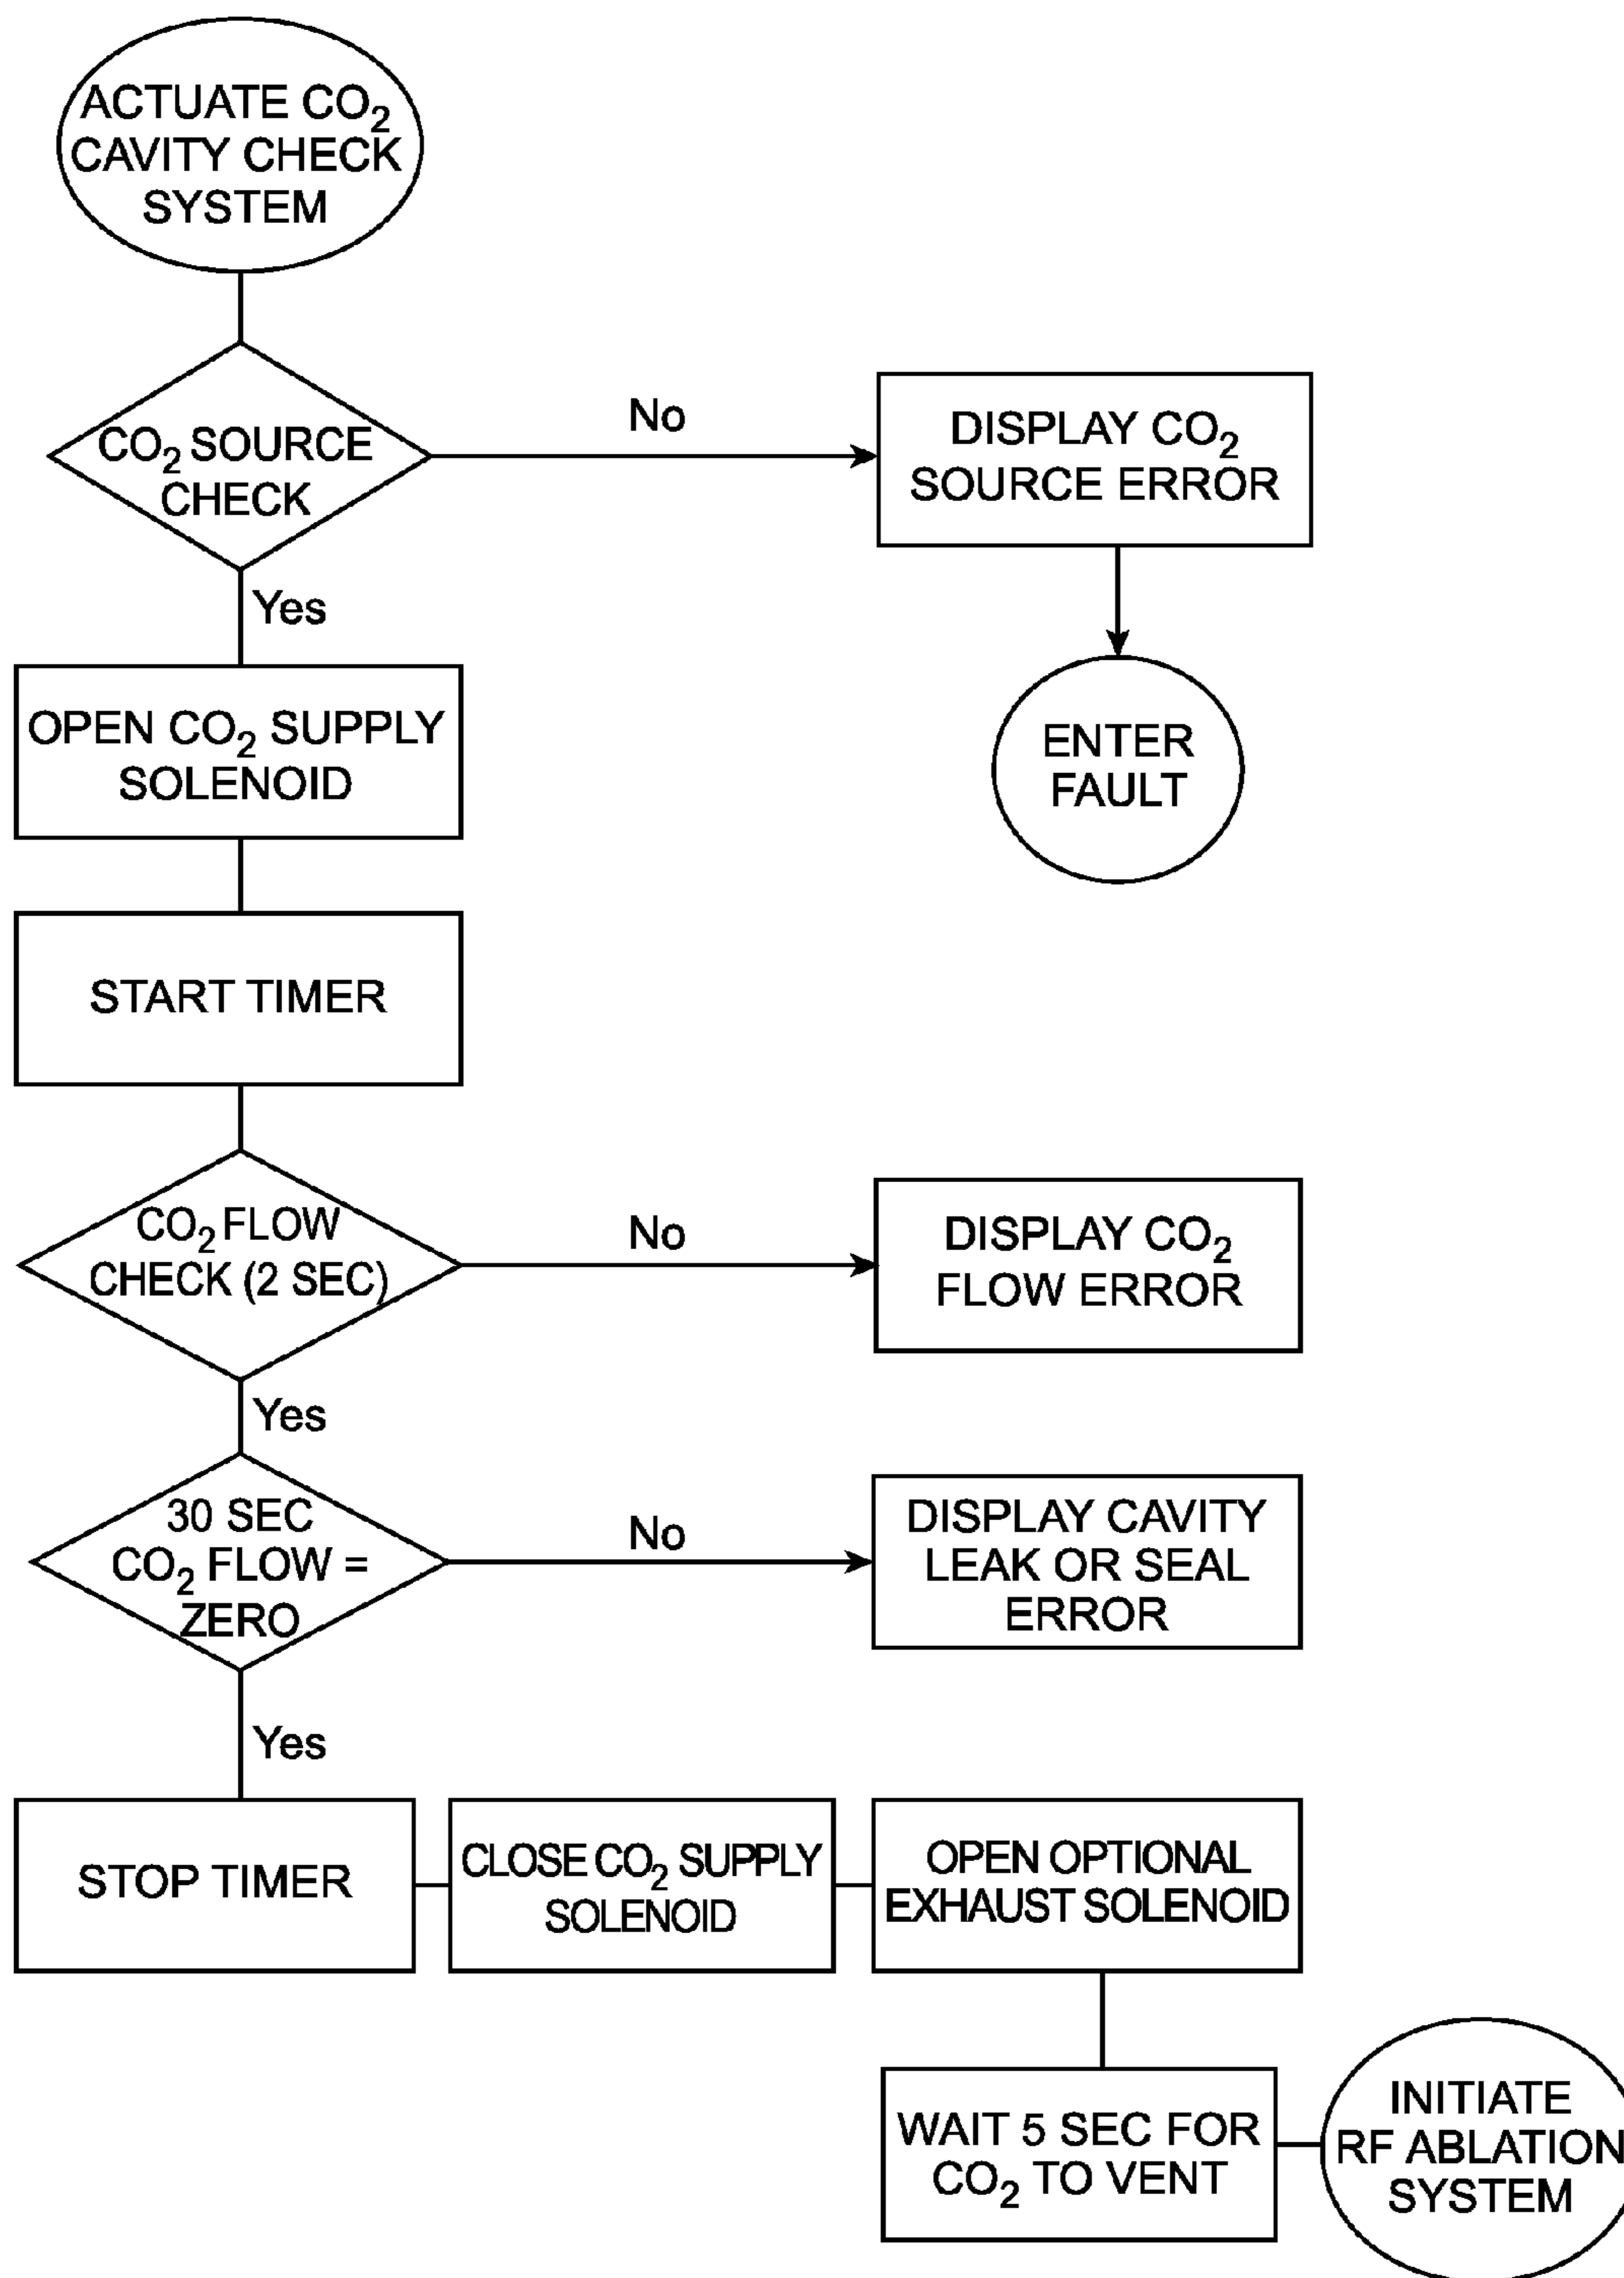 ACTUATE CO₂
CAVITY CHECK
SYSTEM
CO₂ SOURCE
CHECK
No
DISPLAY CO₂
SOURCE ERROR
Yes
ENTER
FAULT
OPEN CO₂ SUPPLY
SOLENOID
START TIMER
CO₂ FLOW
CHECK (2 SEC)
No
DISPLAY CO₂
FLOW ERROR
Yes
30 SEC
CO₂ FLOW =
ZERO
No
DISPLAY CAVITY
LEAK OR SEAL
ERROR
Yes
STOP TIMER
CLOSE CO₂ SUPPLY
SOLENOID
OPEN OPTIONAL
EXHAUST SOLENOID
WAIT 5 SEC FOR
CO₂ TO VENT
INITIATE
RF ABLATION
SYSTEM